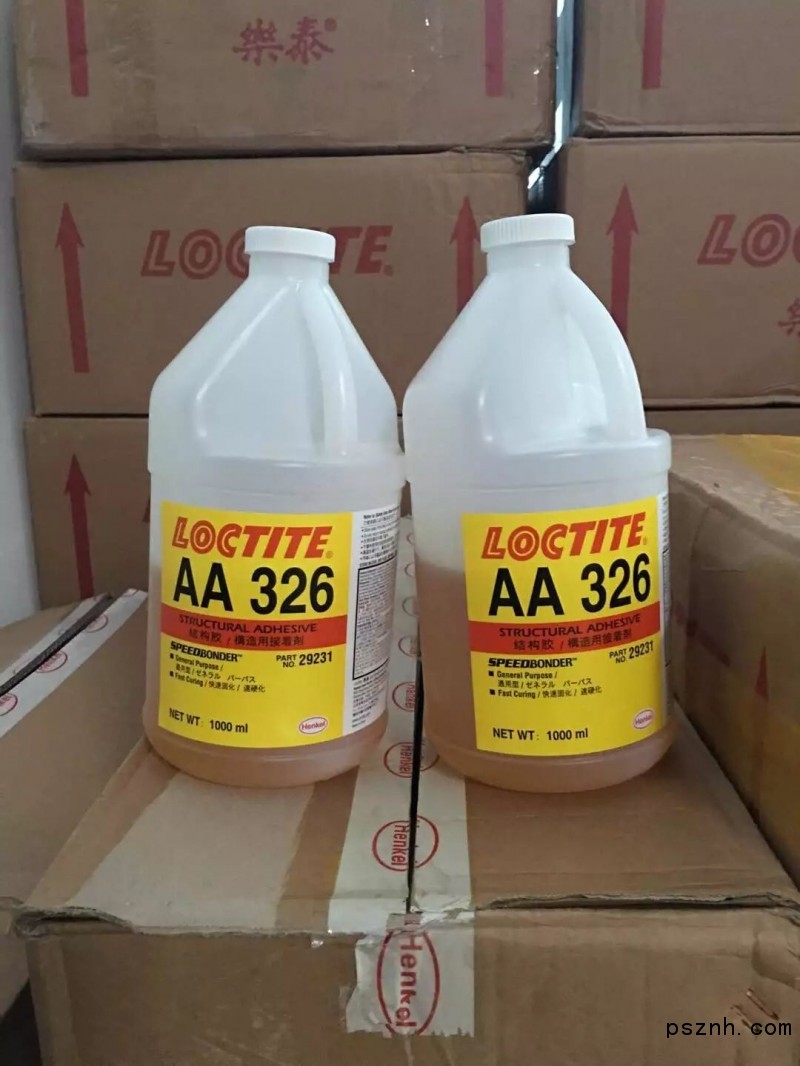 樂泰®
LOCTITE
LOC
LOCTITE®
AA 326
STRUCTURAL ADHESIVE
结构胶 / 構造用接着剤
SPEEDBONDER™
PART NO. 29231
■ General Purpose /
通用型 / ゼネラル パーパス
■ Fast Curing / 快速固化 / 速硬化
NET WT: 1000 ml
Henkel
LOCTITE®
AA 326
STRUCTURAL ADHESIVE
结构胶 / 構造用接着剤
SPEEDBONDER™
PART NO. 29231
■ General Purpose /
通用型 / ゼネラル パーパス
■ Fast Curing / 快速固化 / 速硬化
NET WT: 1000 ml
Henkel
Henkel
Henkel
Henkel
psznh.com